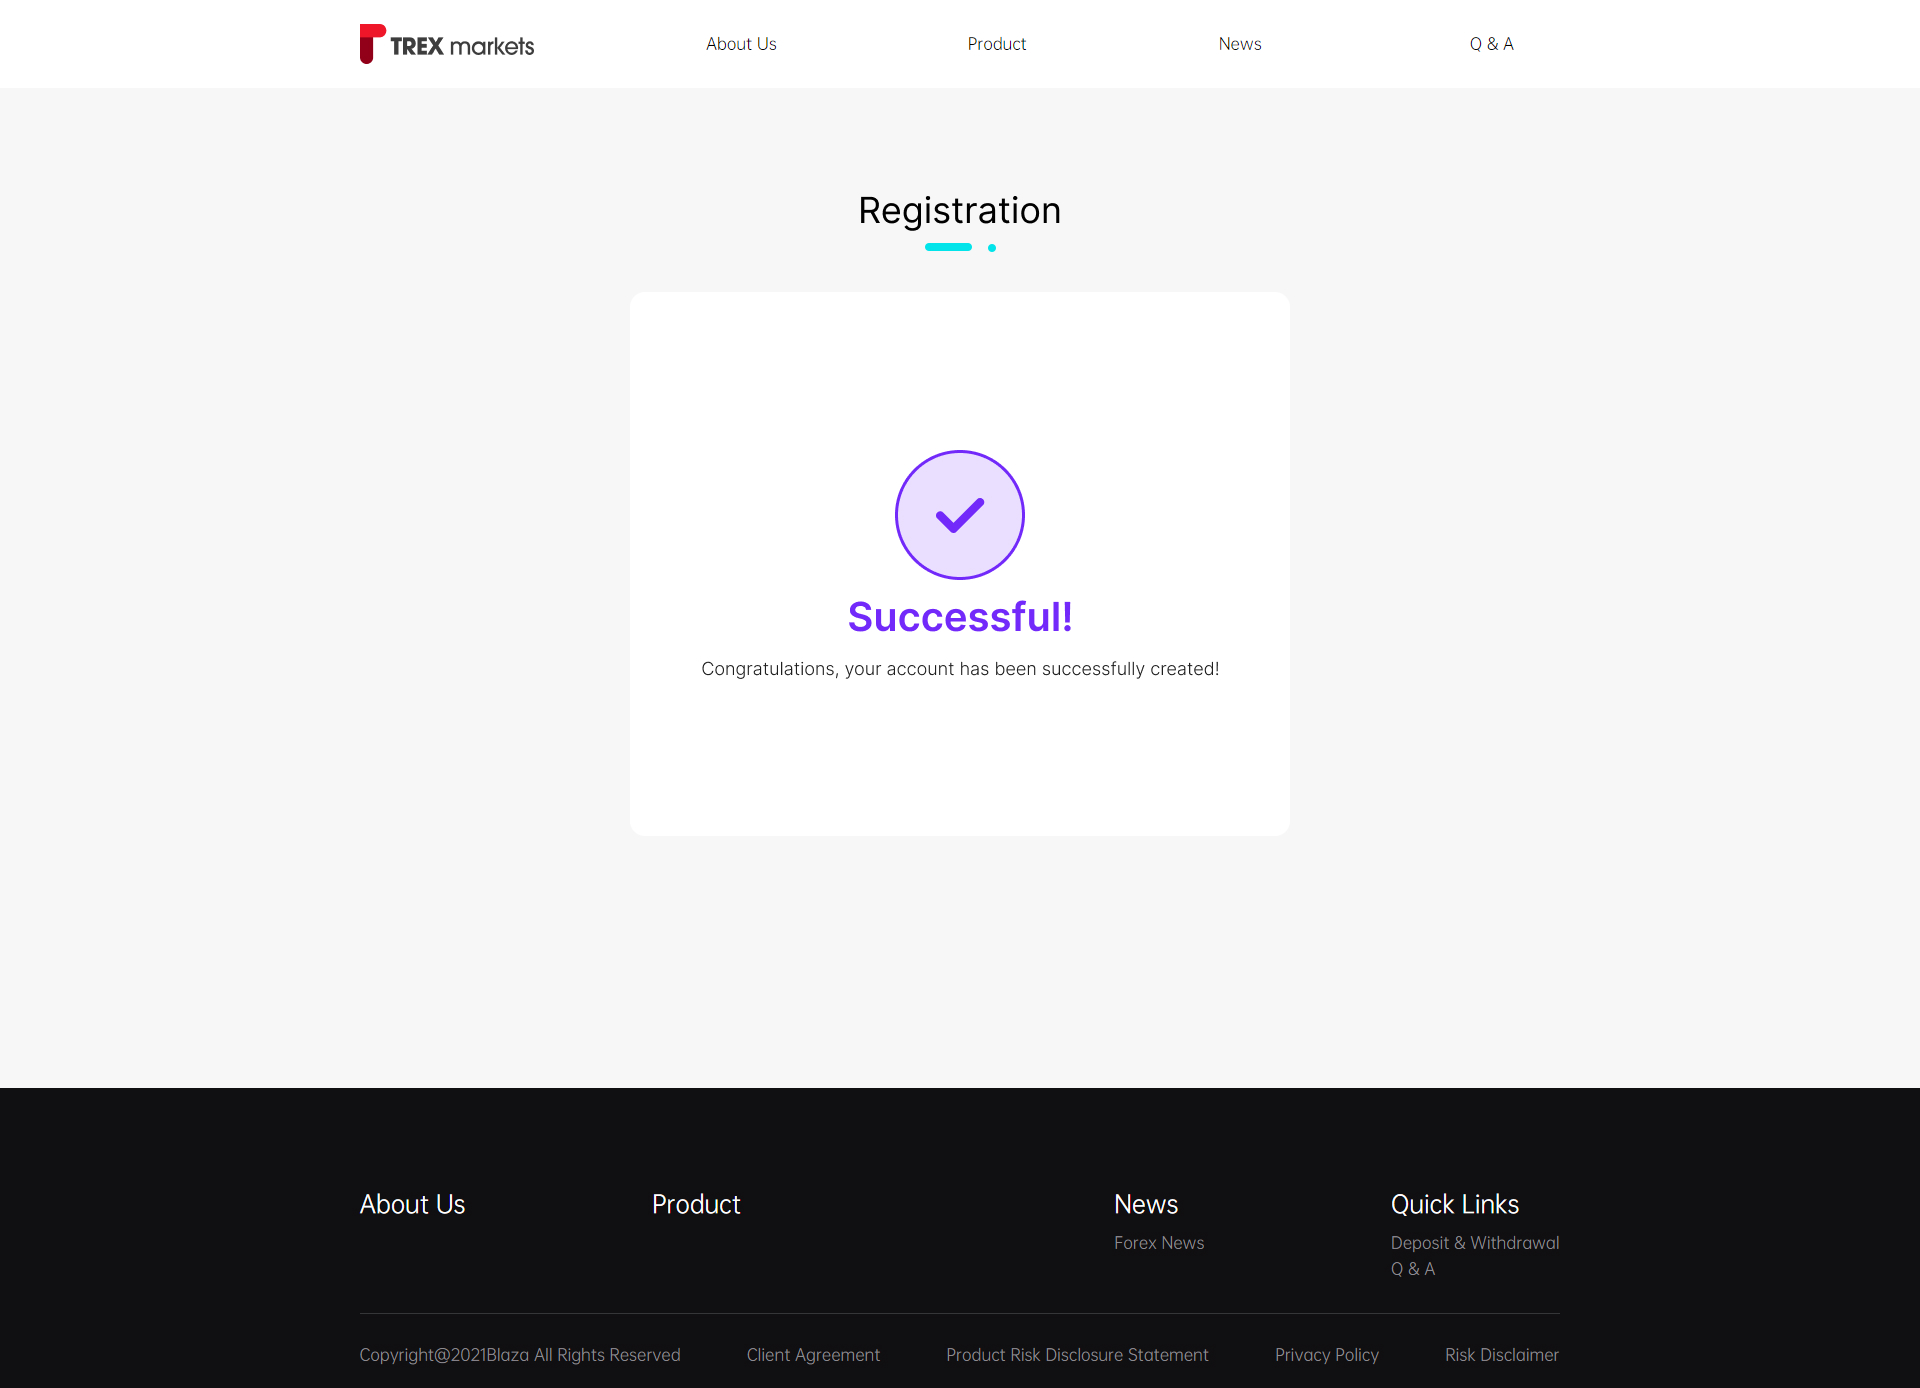 TREX markets
About Us
Product
News
Q & A
Registration
Successful!
Congratulations, your account has been successfully created!
About Us
Product
News
Forex News
Quick Links
Deposit & Withdrawal
Q & A
Copyright@2021Blaza All Rights Reserved
Client Agreement
Product Risk Disclosure Statement
Privacy Policy
Risk Disclaimer